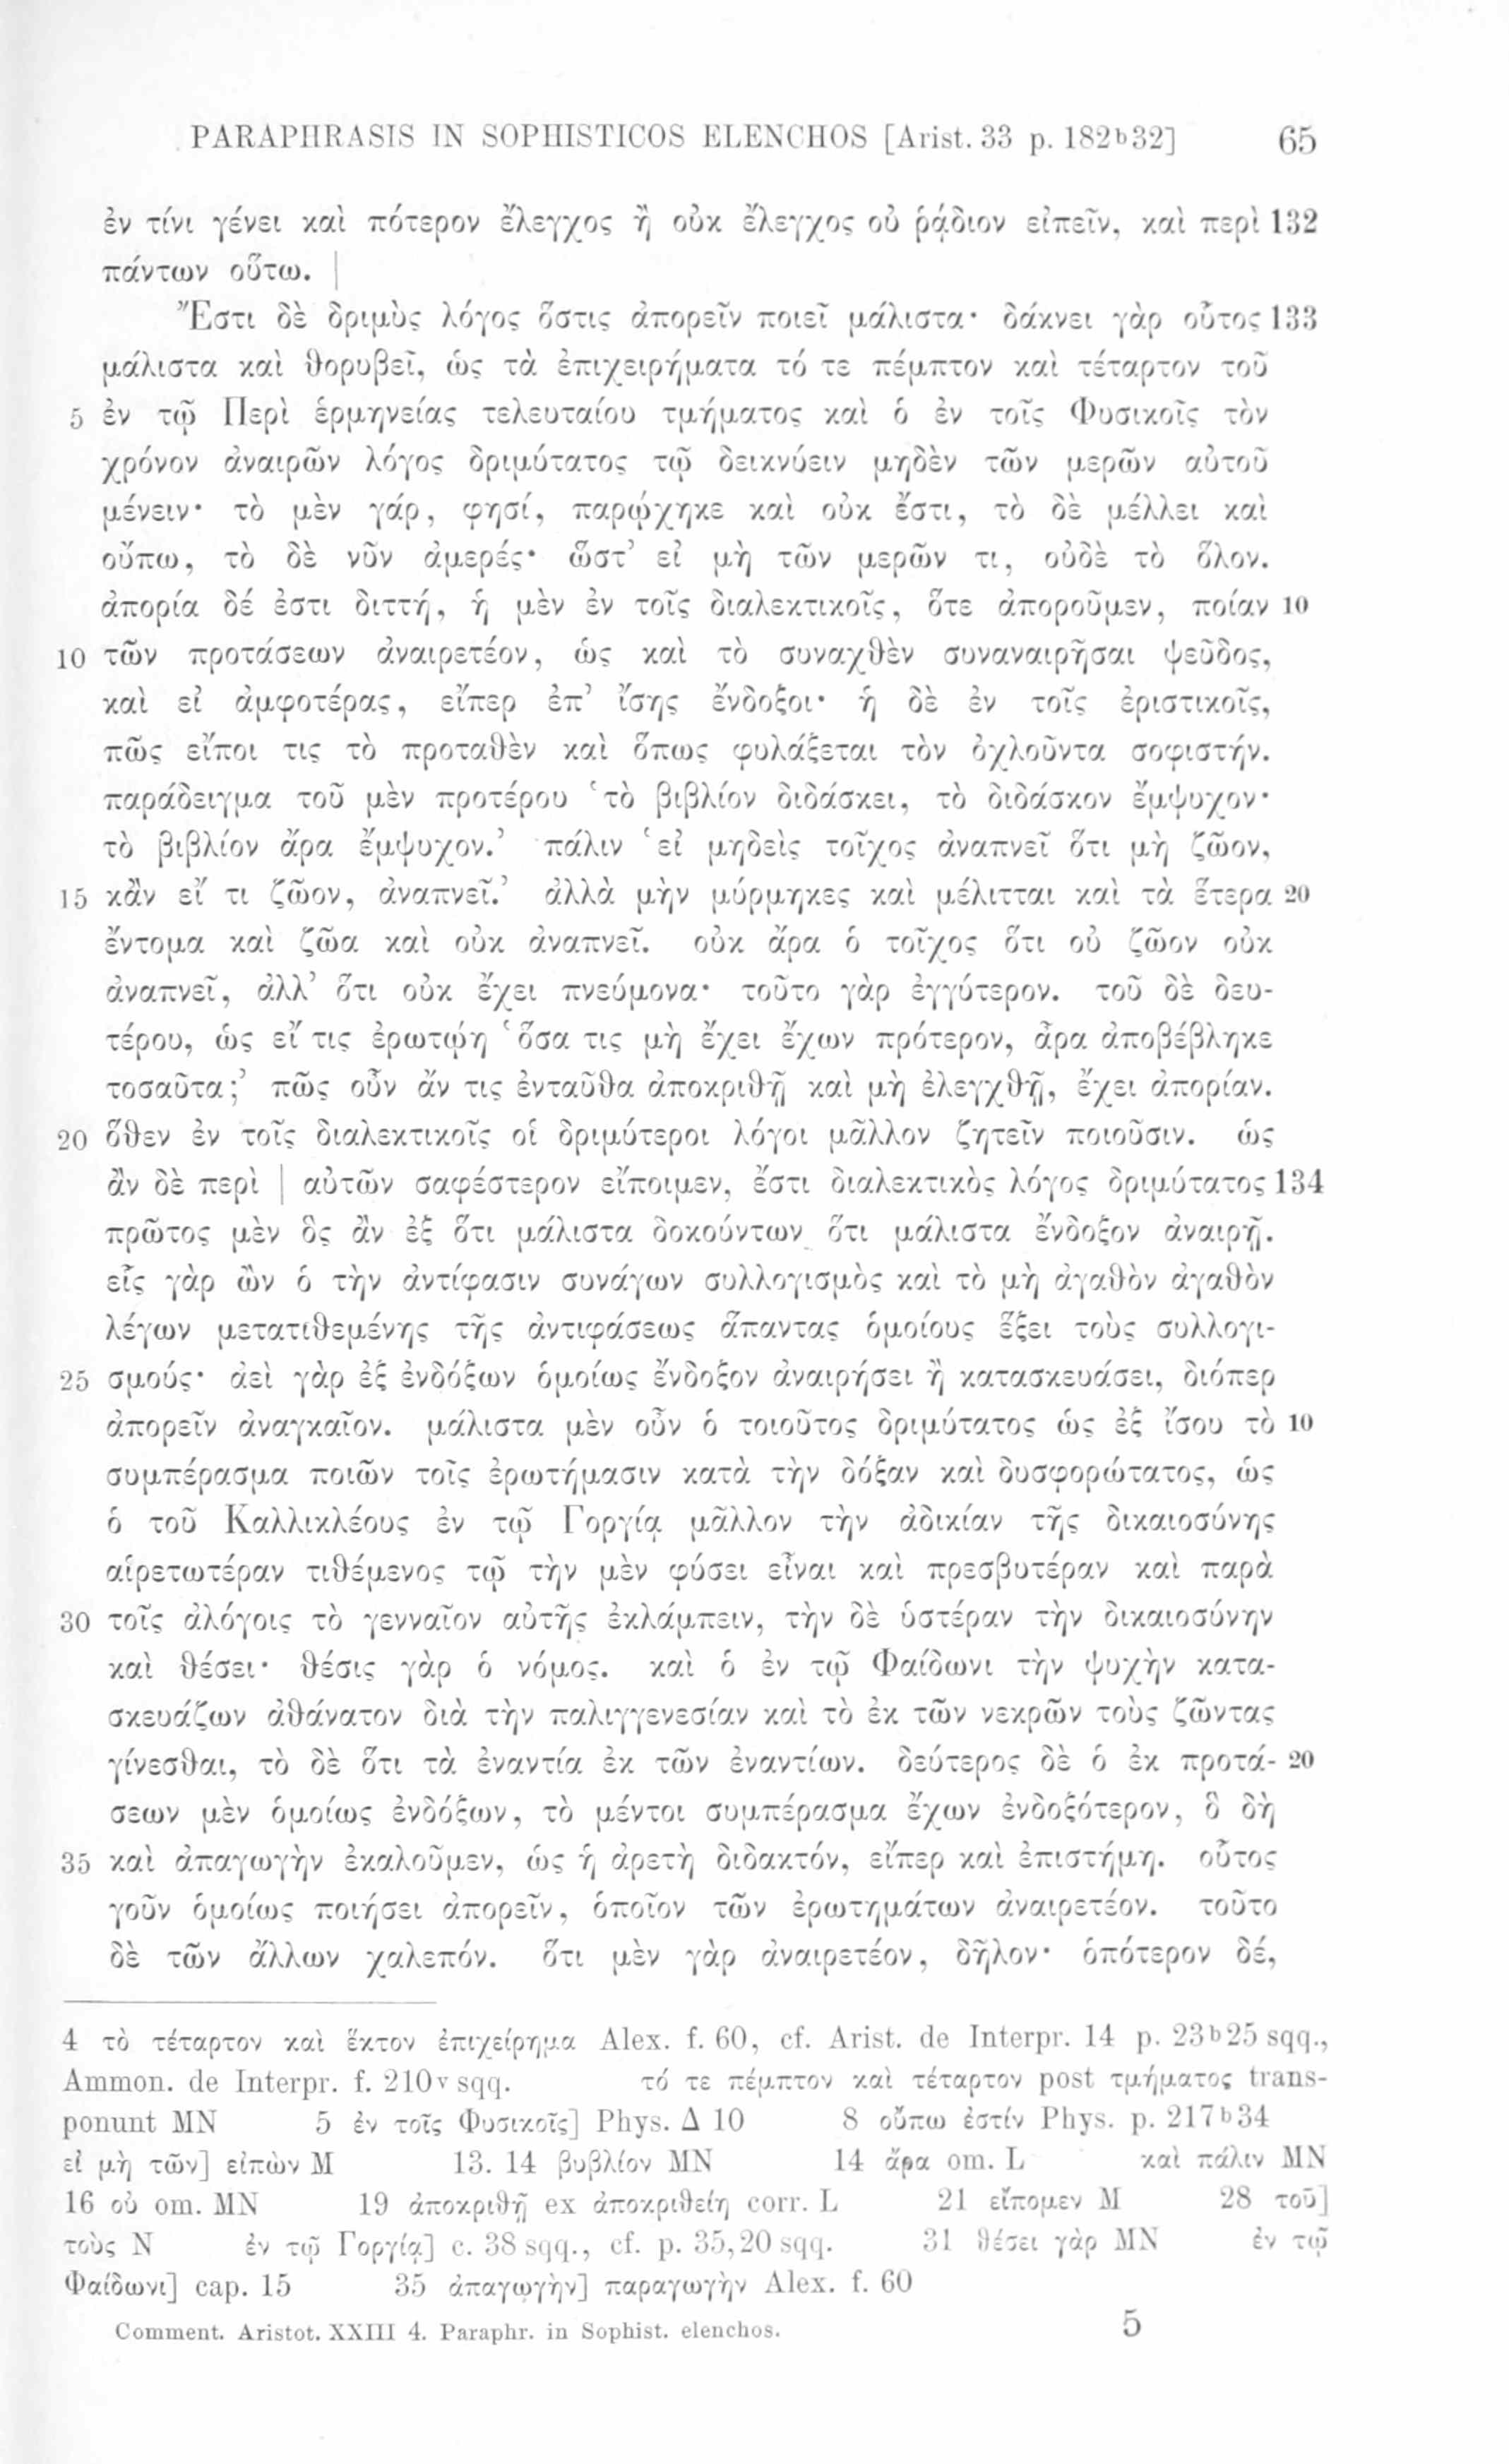 PARAPHRASIS IN SOPHISTICOS ELENCHOS [Arist. 33 p. 182ᵇ32] 65
ἐν τίνι γένει καὶ πότερον ἔλεγχος ἢ οὐκ ἔλεγχος οὐ ῥᾴδιον εἰπεῖν, καὶ περὶ 132
πάντων οὕτω. |
Ἔστι δὲ δριμὺς λόγος ὅστις ἀπορεῖν ποιεῖ μάλιστα· δάκνει γὰρ οὗτος 133
μάλιστα καὶ θορυβεῖ, ὡς τὰ ἐπιχειρήματα τό τε πέμπτον καὶ τέταρτον τοῦ
5 ἐν τῷ Περὶ ἑρμηνείας τελευταίου τμήματος καὶ ὁ ἐν τοῖς Φυσικοῖς τὸν
χρόνον ἀναιρῶν λόγος δριμύτατος τῷ δεικνύειν μηδὲν τῶν μερῶν αὐτοῦ
μένειν· τὸ μὲν γάρ, φησί, παρῴχηκε καὶ οὐκ ἔστι, τὸ δὲ μέλλει καὶ
οὔπω, τὸ δὲ νῦν ἀμερές· ὥστ’ εἰ μὴ τῶν μερῶν τι, οὐδὲ τὸ ὅλον.
ἀπορία δέ ἐστι διττή, ἡ μὲν ἐν τοῖς διαλεκτικοῖς, ὅτε ἀποροῦμεν, ποίαν 10
10 τῶν προτάσεων ἀναιρετέον, ὡς καὶ τὸ συναχθὲν συναναιρῆσαι ψεῦδος,
καὶ εἰ ἀμφοτέρας, εἴπερ ἐπ’ ἴσης ἔνδοξοι· ἡ δὲ ἐν τοῖς ἐριστικοῖς,
πῶς εἴποι τις τὸ προταθὲν καὶ ὅπως φυλάξεται τὸν ὀχλοῦντα σοφιστήν.
παράδειγμα τοῦ μὲν προτέρου ‘τὸ βιβλίον διδάσκει, τὸ διδάσκον ἔμψυχον·
τὸ βιβλίον ἄρα ἔμψυχον.’ πάλιν ‘εἰ μηδεὶς τοῖχος ἀναπνεῖ ὅτι μὴ ζῶον,
15 κἂν εἴ τι ζῶον, ἀναπνεῖ.’ ἀλλὰ μὴν μύρμηκες καὶ μέλιτται καὶ τὰ ἕτερα 20
ἔντομα καὶ ζῶα καὶ οὐκ ἀναπνεῖ. οὐκ ἄρα ὁ τοῖχος ὅτι οὐ ζῶον οὐκ
ἀναπνεῖ, ἀλλ’ ὅτι οὐκ ἔχει πνεύμονα· τοῦτο γὰρ ἐγγύτερον. τοῦ δὲ δευ-
τέρου, ὡς εἴ τις ἐρωτῴη ‘ὅσα τις μὴ ἔχει ἔχων πρότερον, ἆρα ἀποβέβληκε
τοσαῦτα;’ πῶς οὖν ἄν τις ἐνταῦθα ἀποκριθῇ καὶ μὴ ἐλεγχθῇ, ἔχει ἀπορίαν.
20 ὅθεν ἐν τοῖς διαλεκτικοῖς οἱ δριμύτεροι λόγοι μᾶλλον ζητεῖν ποιοῦσιν. ὡς
ἂν δὲ περὶ | αὐτῶν σαφέστερον εἴποιμεν, ἔστι διαλεκτικὸς λόγος δριμύτατος 134
πρῶτος μὲν ὃς ἂν ἐξ ὅτι μάλιστα δοκούντων ὅτι μάλιστα ἔνδοξον ἀναιρῇ.
εἷς γὰρ ὢν ὁ τὴν ἀντίφασιν συνάγων συλλογισμὸς καὶ τὸ μὴ ἀγαθὸν ἀγαθὸν
λέγων μετατιθεμένης τῆς ἀντιφάσεως ἅπαντας ὁμοίους ἕξει τοὺς συλλογι-
25 σμούς· ἀεὶ γὰρ ἐξ ἐνδόξων ὁμοίως ἔνδοξον ἀναιρήσει ἢ κατασκευάσει, διόπερ
ἀπορεῖν ἀναγκαῖον. μάλιστα μὲν οὖν ὁ τοιοῦτος δριμύτατος ὡς ἐξ ἴσου τὸ 10
συμπέρασμα ποιῶν τοῖς ἐρωτήμασιν κατὰ τὴν δόξαν καὶ δυσφορώτατος, ὡς
ὁ τοῦ Καλλικλέους ἐν τῷ Γοργίᾳ μᾶλλον τὴν ἀδικίαν τῆς δικαιοσύνης
αἱρετωτέραν τιθέμενος τῷ τὴν μὲν φύσει εἶναι καὶ πρεσβυτέραν καὶ παρὰ
30 τοῖς ἀλόγοις τὸ γενναῖον αὐτῆς ἐκλάμπειν, τὴν δὲ ὑστέραν τὴν δικαιοσύνην
καὶ θέσει· θέσις γὰρ ὁ νόμος. καὶ ὁ ἐν τῷ Φαίδωνι τὴν ψυχὴν κατα-
σκευάζων ἀθάνατον διὰ τὴν παλιγγενεσίαν καὶ τὸ ἐκ τῶν νεκρῶν τοὺς ζῶντας
γίνεσθαι, τὸ δὲ ὅτι τὰ ἐναντία ἐκ τῶν ἐναντίων. δεύτερος δὲ ὁ ἐκ προτά- 20
σεων μὲν ὁμοίως ἐνδόξων, τὸ μέντοι συμπέρασμα ἔχων ἐνδοξότερον, ὃ δὴ
35 καὶ ἀπαγωγὴν ἐκαλοῦμεν, ὡς ἡ ἀρετὴ διδακτόν, εἴπερ καὶ ἐπιστήμη. οὗτος
γοῦν ὁμοίως ποιήσει ἀπορεῖν, ὁποῖον τῶν ἐρωτημάτων ἀναιρετέον. τοῦτο
δὲ τῶν ἄλλων χαλεπόν. ὅτι μὲν γὰρ ἀναιρετέον, δῆλον· ὁπότερον δέ,
4 τὸ τέταρτον καὶ ἕκτον ἐπιχείρημα Alex. f. 60, cf. Arist. de Interpr. 14 p. 23ᵇ25 sqq.,
Ammon. de Interpr. f. 210ᵛ sqq. τό τε πέμπτον καὶ τέταρτον post τμήματος trans-
ponunt MN 5 ἐν τοῖς Φυσικοῖς] Phys. Δ 10 8 οὔπω ἐστίν Phys. p. 217ᵇ34
εἰ μὴ τῶν] εἰπὼν M 13. 14 βυβλίον MN 14 ἄρα om. L καὶ πάλιν MN
16 οὐ om. MN 19 ἀποκριθῇ ex ἀποκριθείη corr. L 21 εἴπομεν M 28 τοῦ]
τοὺς N ἐν τῷ Γοργίᾳ] c. 38 sqq., cf. p. 35,20 sqq. 31 θέσει γὰρ MN ἐν τῷ
Φαίδωνι] cap. 15 35 ἀπαγωγὴν] παραγωγὴν Alex. f. 60
Comment. Aristot. XXIII 4. Paraphr. in Sophist. elenchos. 5